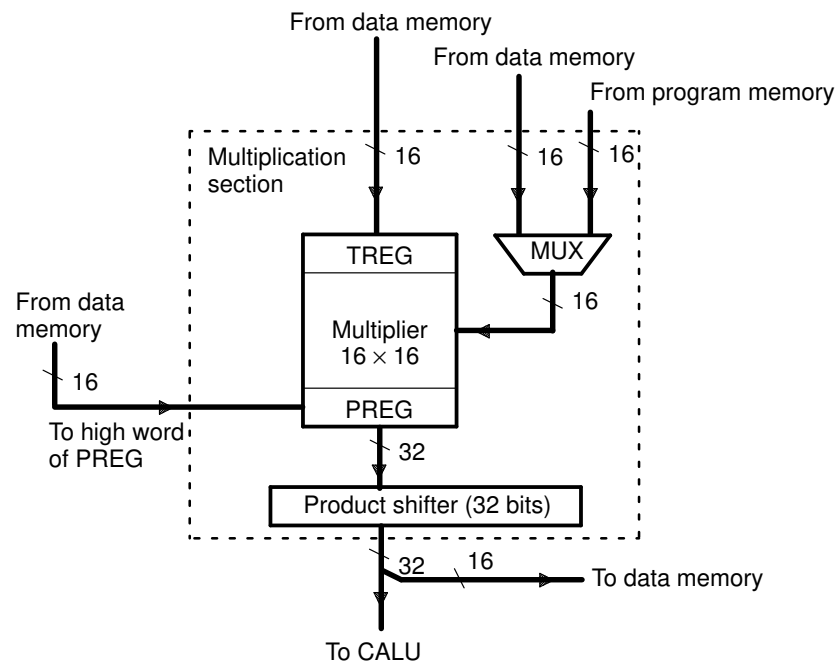 From data memory
From data memory
From program memory
Multiplication
section
16
16
16
TREG
MUX
16
From data
memory
Multiplier
16 × 16
16
PREG
To high word
of PREG
32
Product shifter (32 bits)
32
16
To data memory
To CALU